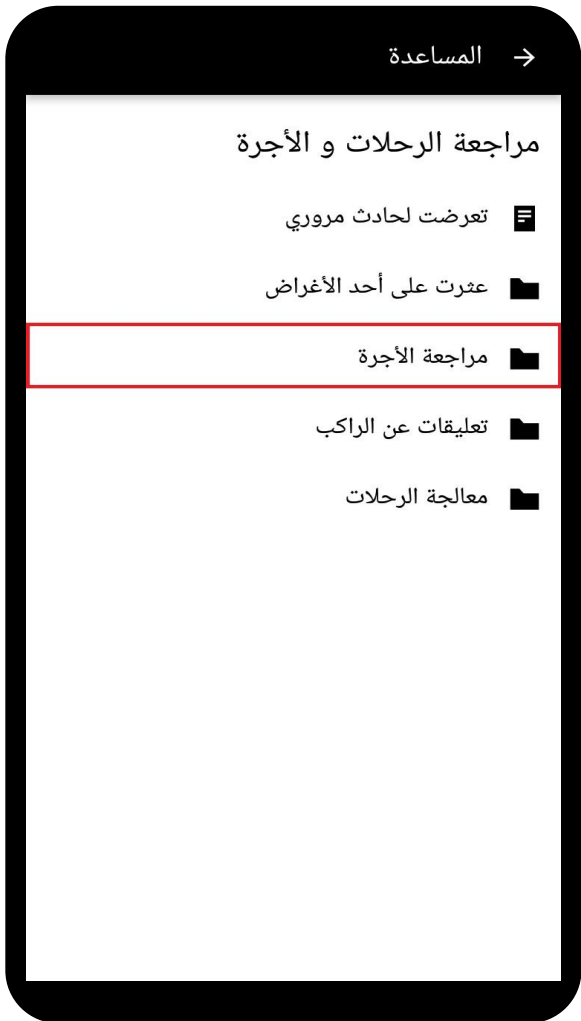 المساعدة
مراجعة الرحلات و الأجرة
تعرضت لحادث مروري
عثرت على أحد الأغراض
مراجعة الأجرة
تعليقات عن الراكب
معالجة الرحلات